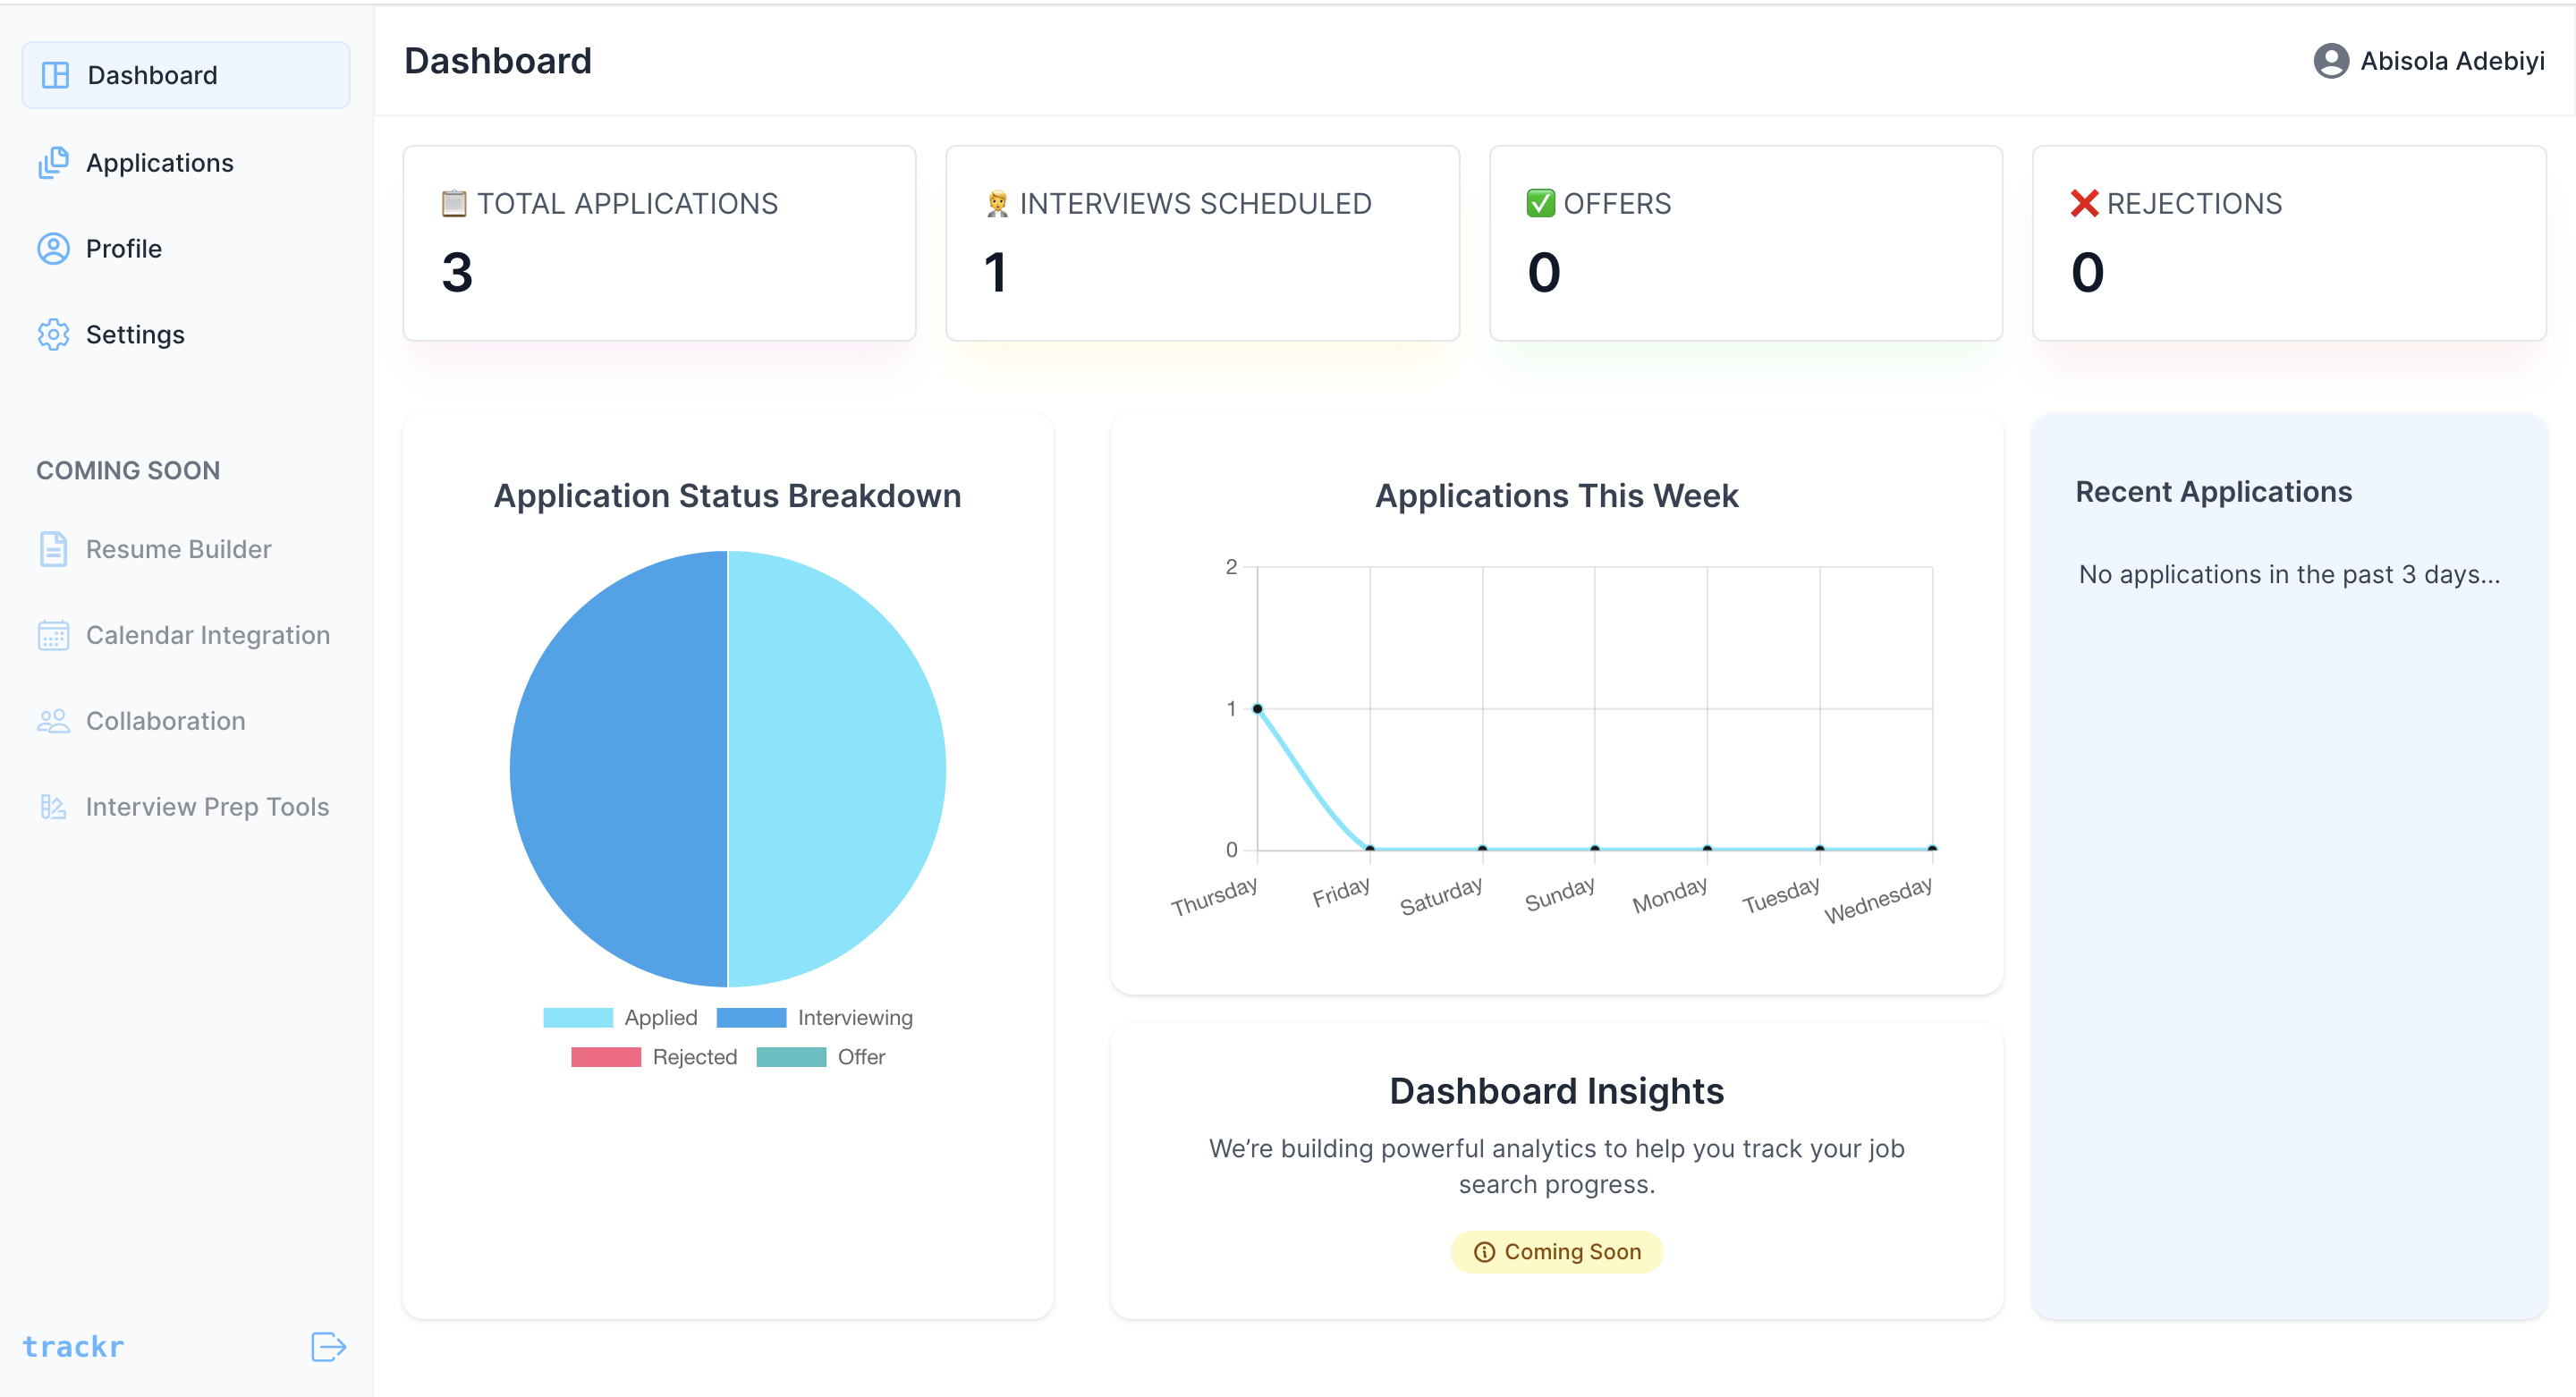 Dashboard
Applications
Profile
Settings
COMING SOON
Resume Builder
Calendar Integration
Collaboration
Interview Prep Tools
trackr
Dashboard
Abisola Adebiyi
TOTAL APPLICATIONS
3
INTERVIEWS SCHEDULED
1
OFFERS
0
REJECTIONS
0
Application Status Breakdown
Applied Interviewing
Rejected Offer
Applications This Week
2
1
0
Thursday Friday Saturday Sunday Monday Tuesday Wednesday
Dashboard Insights
We’re building powerful analytics to help you track your job
search progress.
Coming Soon
Recent Applications
No applications in the past 3 days...